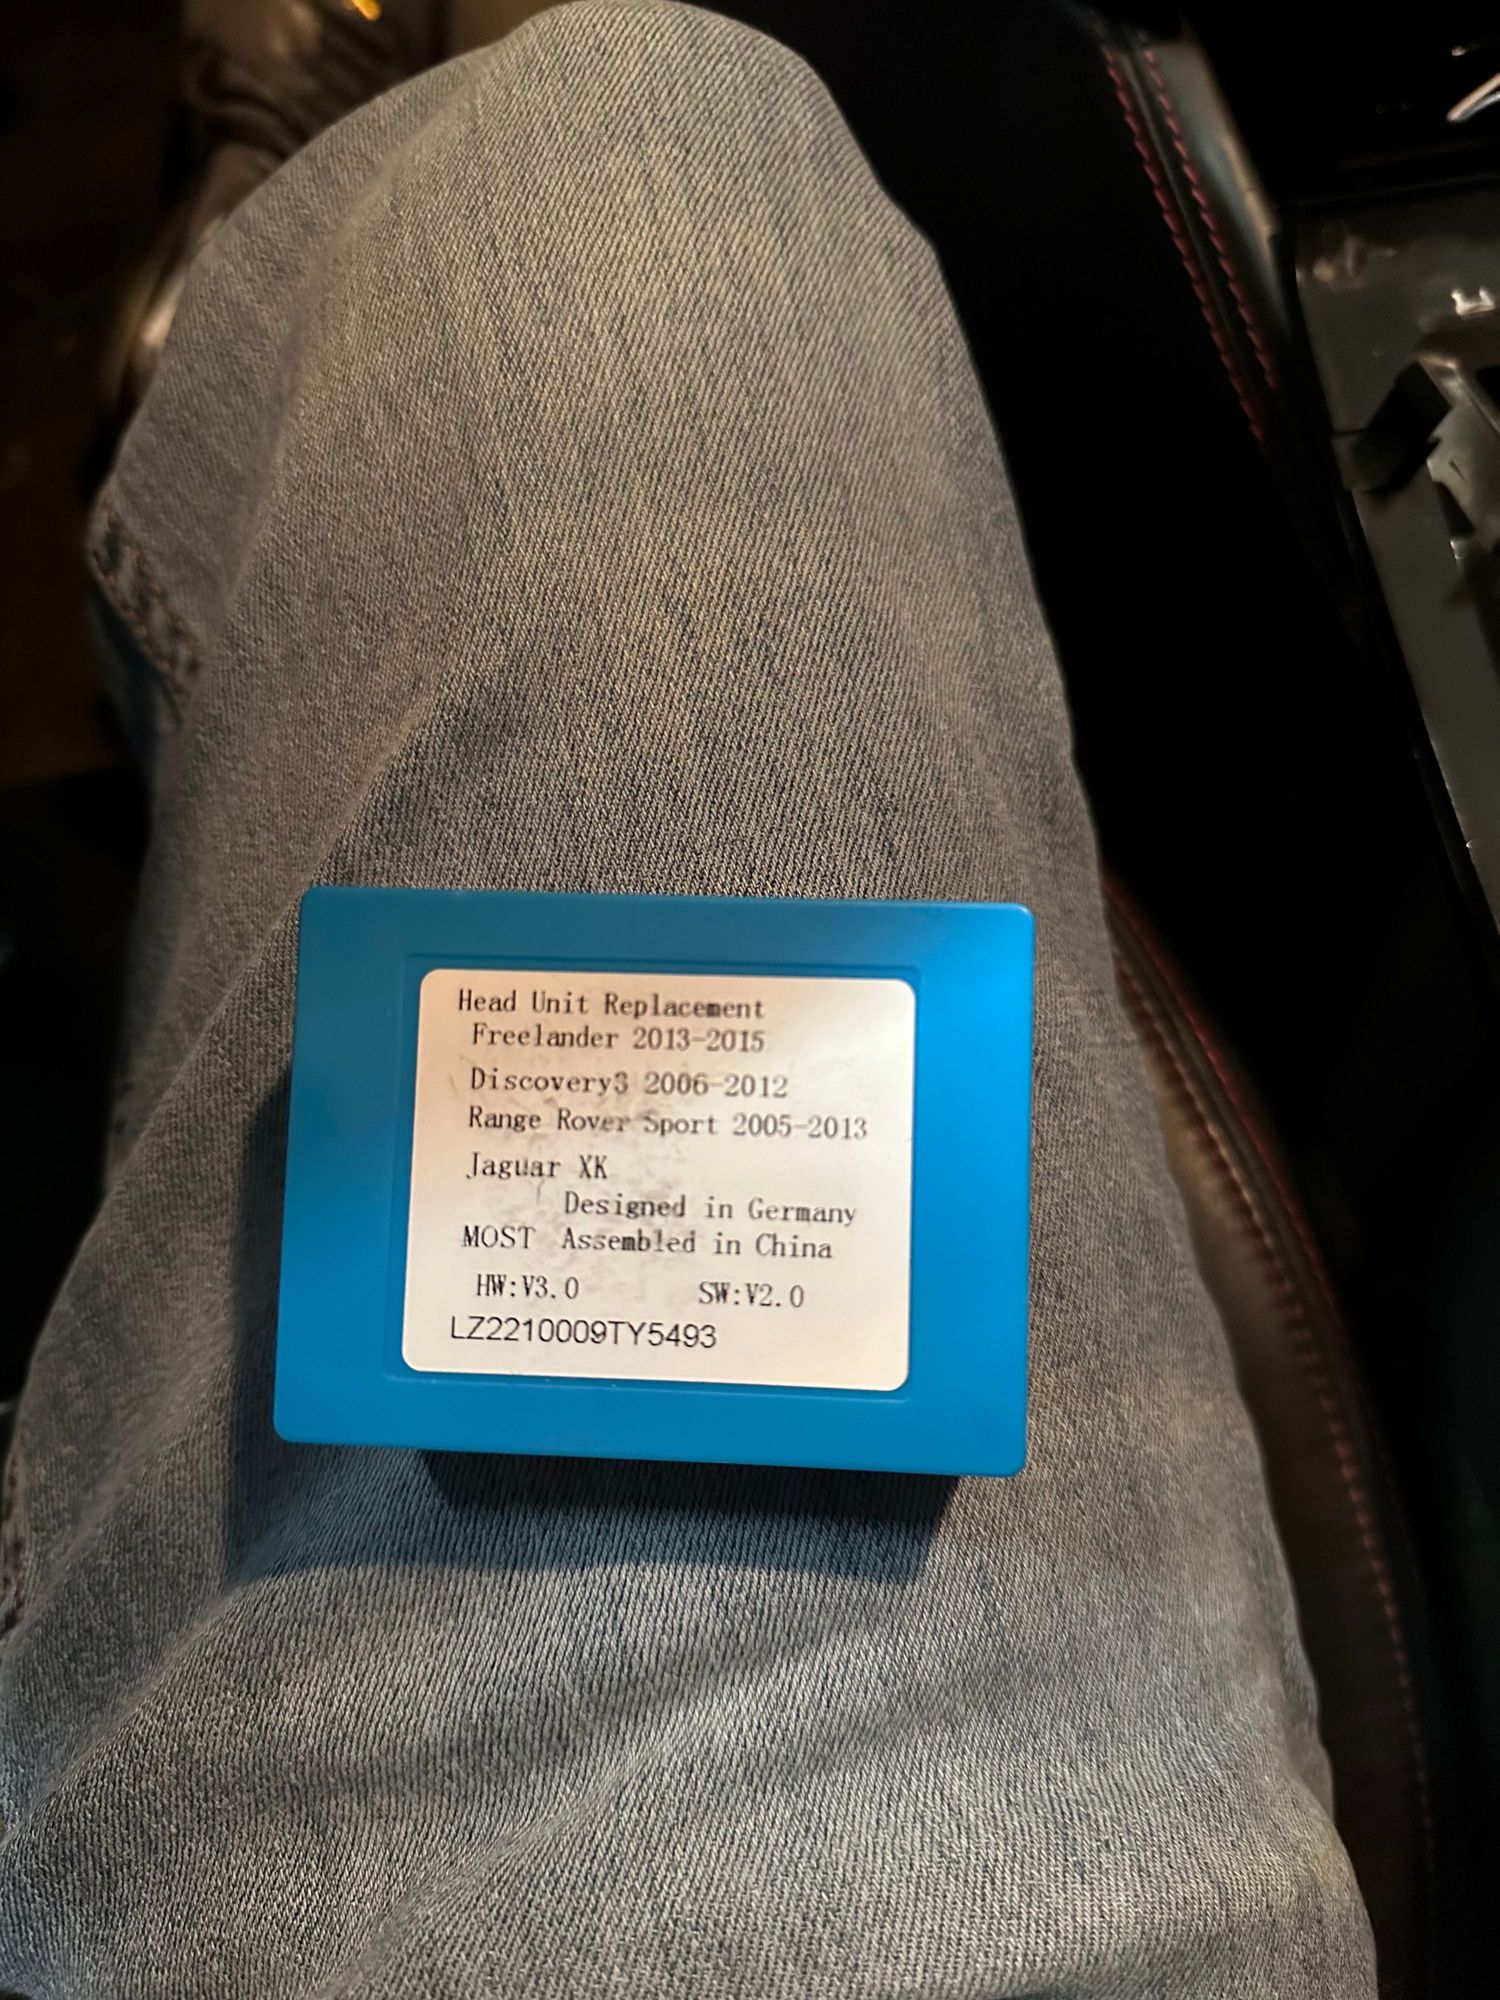 Head Unit Replacement
Freelander 2013-2015
Discovery3 2006-2012
Range Rover Sport 2005-2013
Jaguar XK
Designed in Germany
MOST Assembled in China
HW:V3.0 SW:V2.0
LZ2210009TY5493